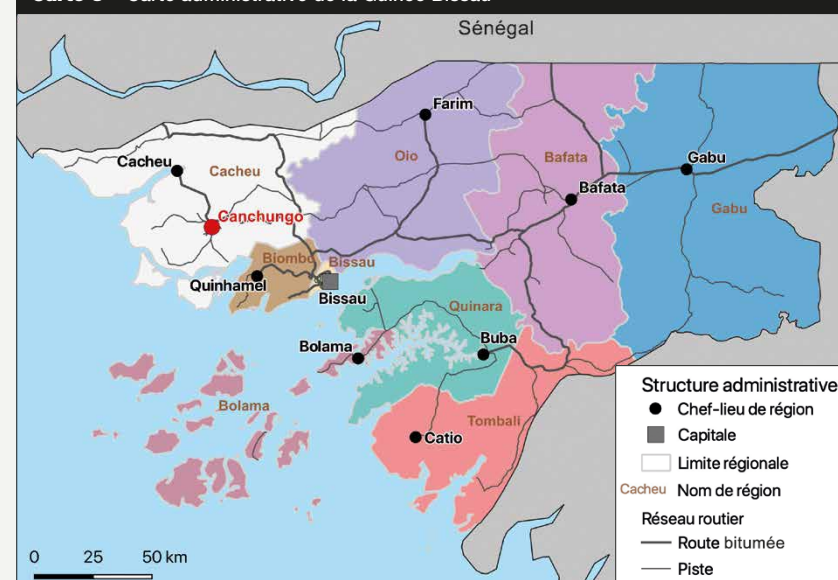 Sénégal
Farim
Cacheu
Cacheu
Oio
Bafata
Gabu
Bafata
Gabu
Canchungo
Biombo
Bissau
Quinhamel
Bissau
Quinara
Bolama
Buba
Bolama
Tombali
Catio
Structure administrative
Chef-lieu de région
Capitale
Limite régionale
Cacheu Nom de région
Réseau routier
Route bitumée
Piste
0 25 50 km